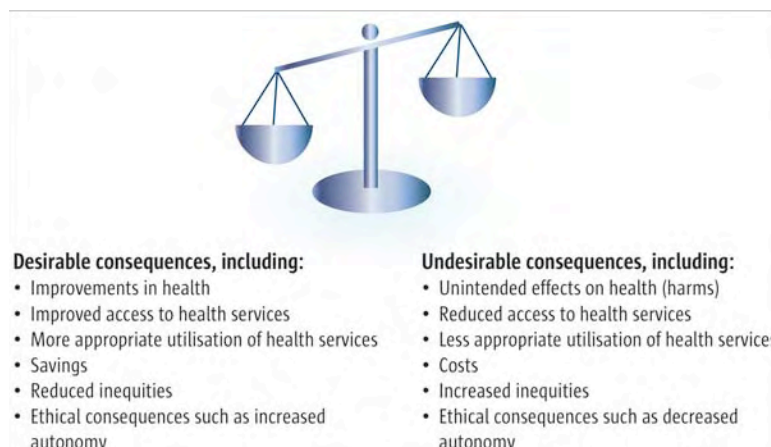 Desirable consequences, including:
• Improvements in health
• Improved access to health services
• More appropriate utilisation of health services
• Savings
• Reduced inequities
• Ethical consequences such as increased
autonomy
Undesirable consequences, including:
• Unintended effects on health (harms)
• Reduced access to health services
• Less appropriate utilisation of health service
• Costs
• Increased inequities
• Ethical consequences such as decreased
autonomy